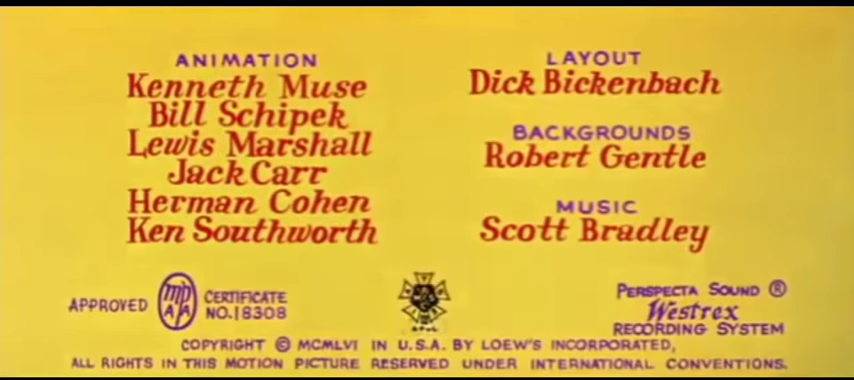 ANIMATION
Kenneth Muse
Bill Schipek
Lewis Marshall
Jack Carr
Herman Cohen
Ken Southworth
LAYOUT
Dick Bickenbach
BACKGROUNDS
Robert Gentle
MUSIC
Scott Bradley
APPROVED MPAA CERTIFICATE
NO.18308
PERSPECTA SOUND ®
Westrex
RECORDING SYSTEM
COPYRIGHT © MCMLVI IN U.S.A. BY LOEW'S INCORPORATED,
ALL RIGHTS IN THIS MOTION PICTURE RESERVED UNDER INTERNATIONAL CONVENTIONS.